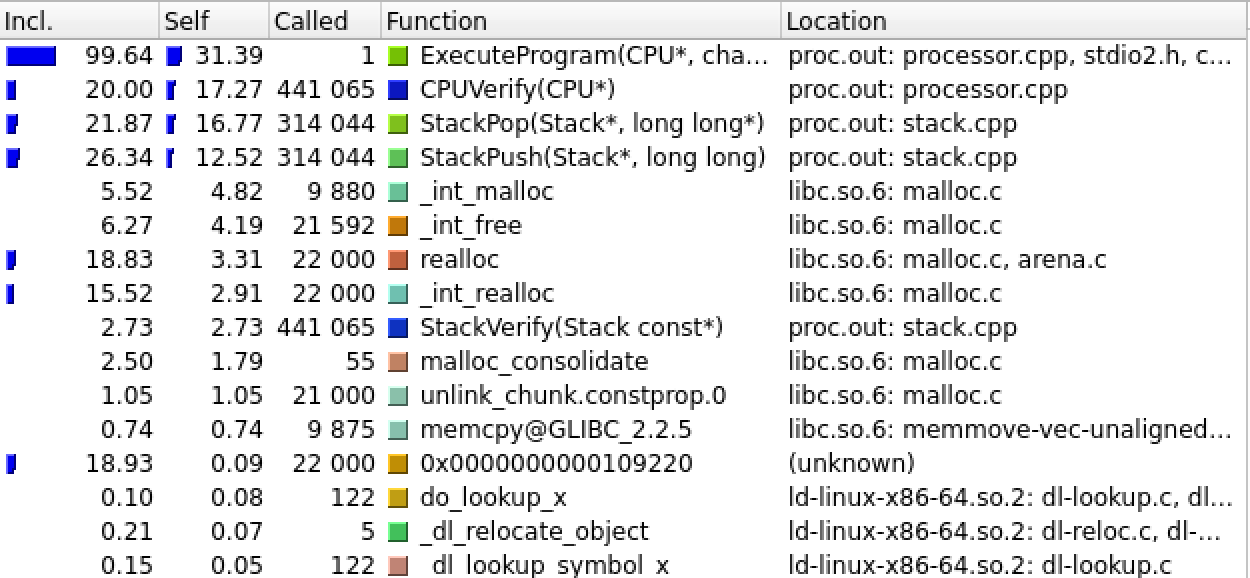 Incl. Self Called Function Location
99.64 31.39 1 ExecuteProgram(CPU*, cha... proc.out: processor.cpp, stdio2.h, c...
20.00 17.27 441 065 CPUVerify(CPU*) proc.out: processor.cpp
21.87 16.77 314 044 StackPop(Stack*, long long*) proc.out: stack.cpp
26.34 12.52 314 044 StackPush(Stack*, long long) proc.out: stack.cpp
5.52 4.82 9 880 _int_malloc libc.so.6: malloc.c
6.27 4.19 21 592 _int_free libc.so.6: malloc.c
18.83 3.31 22 000 realloc libc.so.6: malloc.c, arena.c
15.52 2.91 22 000 _int_realloc libc.so.6: malloc.c
2.73 2.73 441 065 StackVerify(Stack const*) proc.out: stack.cpp
2.50 1.79 55 malloc_consolidate libc.so.6: malloc.c
1.05 1.05 21 000 unlink_chunk.constprop.0 libc.so.6: malloc.c
0.74 0.74 9 875 memcpy@GLIBC_2.2.5 libc.so.6: memmove-vec-unaligned...
18.93 0.09 22 000 0x0000000000109220 (unknown)
0.10 0.08 122 do_lookup_x ld-linux-x86-64.so.2: dl-lookup.c, dl...
0.21 0.07 5 _dl_relocate_object ld-linux-x86-64.so.2: dl-reloc.c, dl-...
0.15 0.05 122 _dl_lookup_symbol_x ld-linux-x86-64.so.2: dl-lookup.c